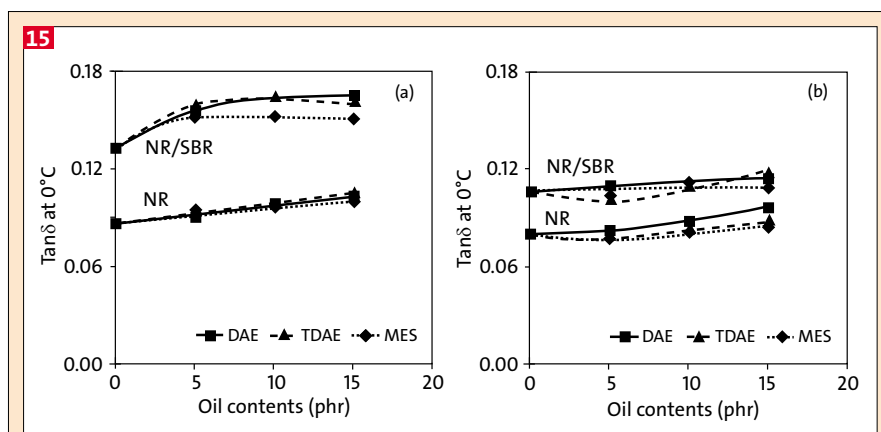 15
(a)
0.18
0.12
0.06
0.00
Tanδ at 0°C
NR/SBR
NR
DAE TDAE MES
0 5 10 15 20
Oil contents (phr)
(b)
0.18
0.12
0.06
0.00
Tanδ at 0°C
NR/SBR
NR
DAE TDAE MES
0 5 10 15 20
Oil contents (phr)